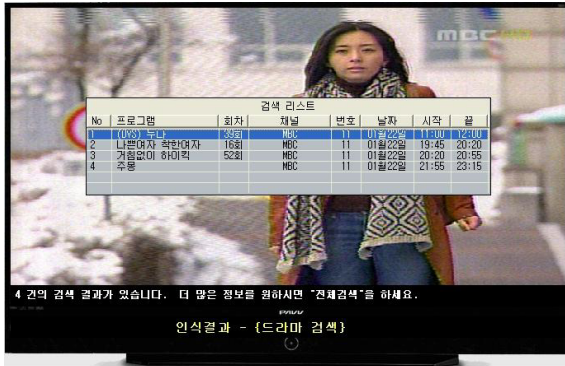 MBC HD
검색 리스트
No 프로그램 회차 채널 번호 날짜 시작 끝
1 (DVS) 누나 39회 MBC 11 01월22일 11:00 12:00
2 나쁜여자 착한여자 16회 MBC 11 01월22일 19:45 20:20
3 거침없이 하이킥 52회 MBC 11 01월22일 20:20 20:55
4 주몽 MBC 11 01월22일 21:55 23:15
4 건의 검색 결과가 있습니다. 더 많은 정보를 원하시면 "전체검색"을 하세요.
PAVV
인식결과 - {드라마 검색}